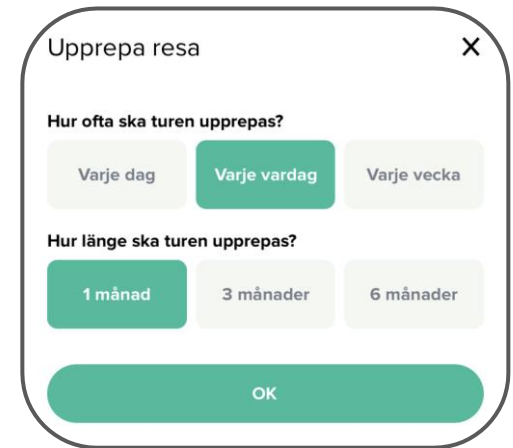 Upprepa resa
Hur ofta ska turen upprepas?
Varje dag
Varje vardag
Varje vecka
Hur länge ska turen upprepas?
1 månad
3 månader
6 månader
OK